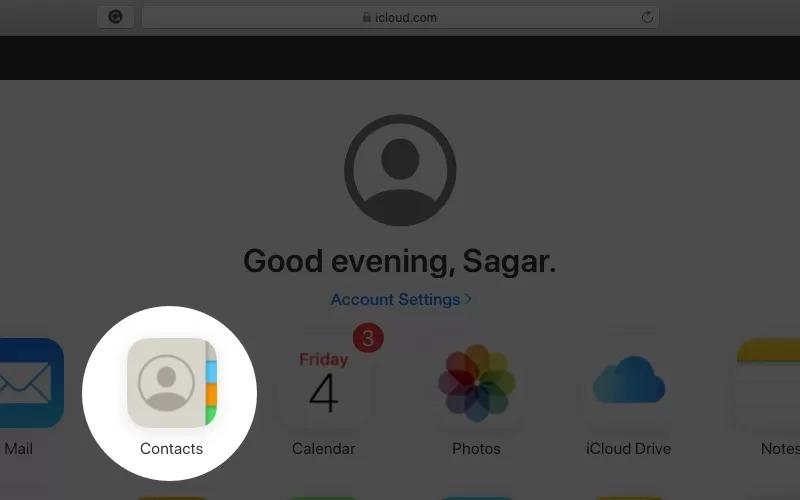 icloud.com
Good evening, Sagar.
Account Settings >
3
Friday
4
Mail
Contacts
Calendar
Photos
iCloud Drive
Notes